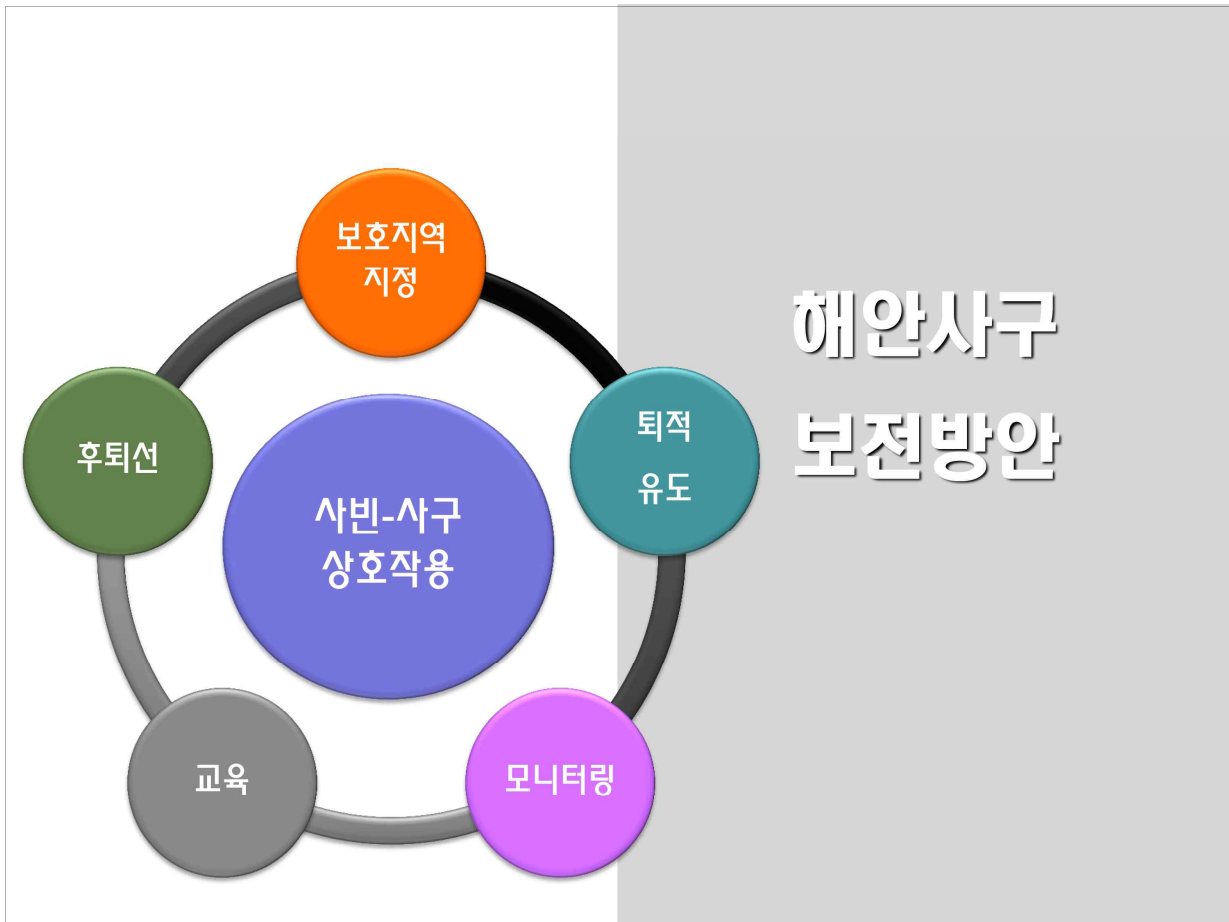 보호지역
지정
퇴적
유도
모니터링
교육
후퇴선
사빈-사구
상호작용
해안사구
보전방안